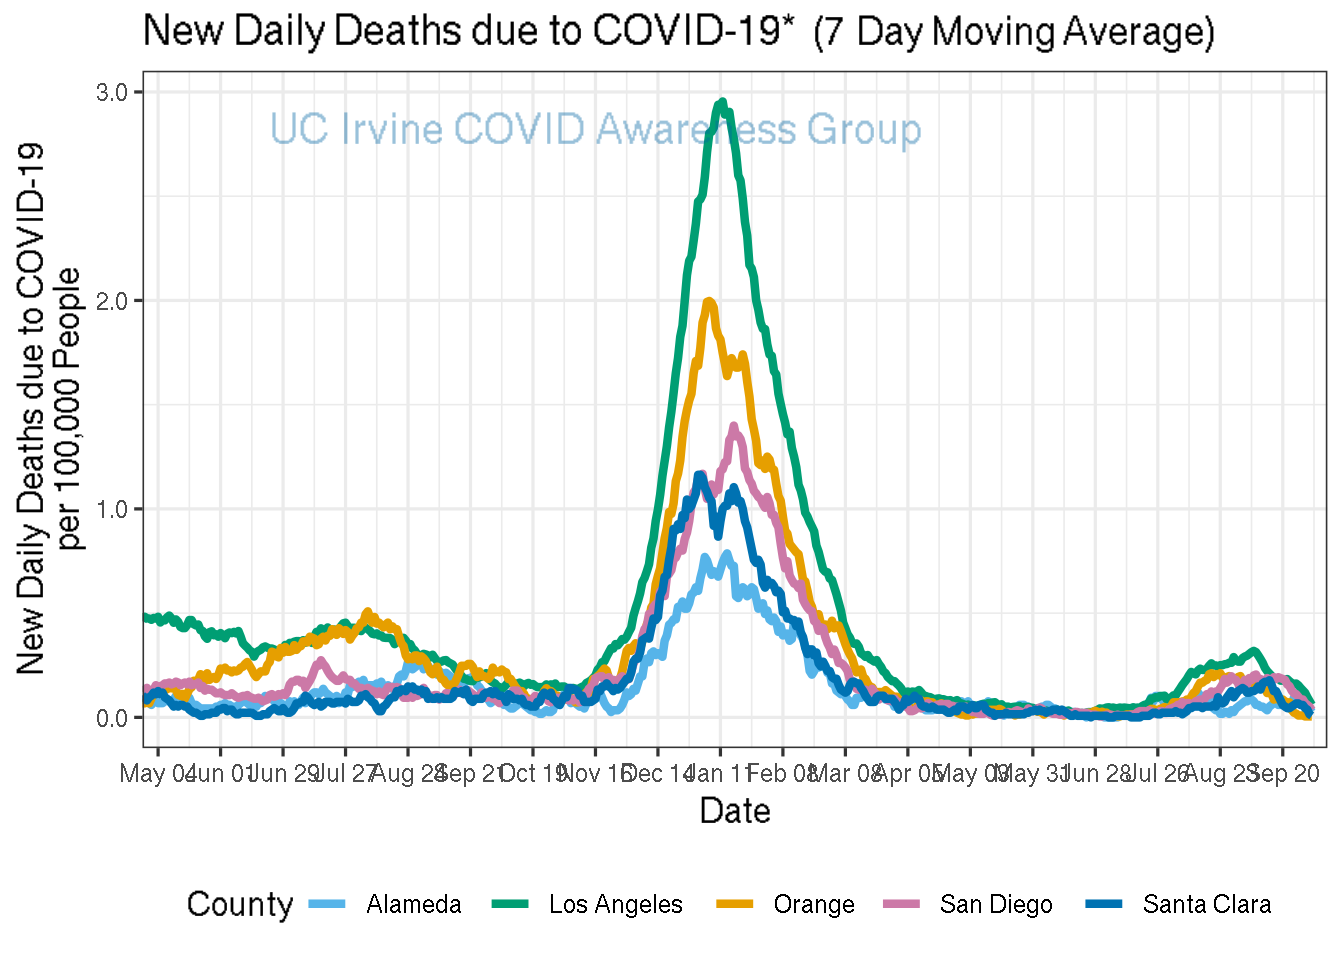 New Daily Deaths due to COVID-19* (7 Day Moving Average)
UC Irvine COVID Awareness Group
New Daily Deaths due to COVID-19
per 100,000 People
3.0
2.0
1.0
0.0
May 04 Jun 01 Jun 29 Jul 27 Aug 24 Sep 21 Oct 19 Nov 16 Dec 14 Jan 11 Feb 08 Mar 08 Apr 05 May 03 May 31 Jun 28 Jul 26 Aug 23 Sep 20
Date
County Alameda Los Angeles Orange San Diego Santa Clara